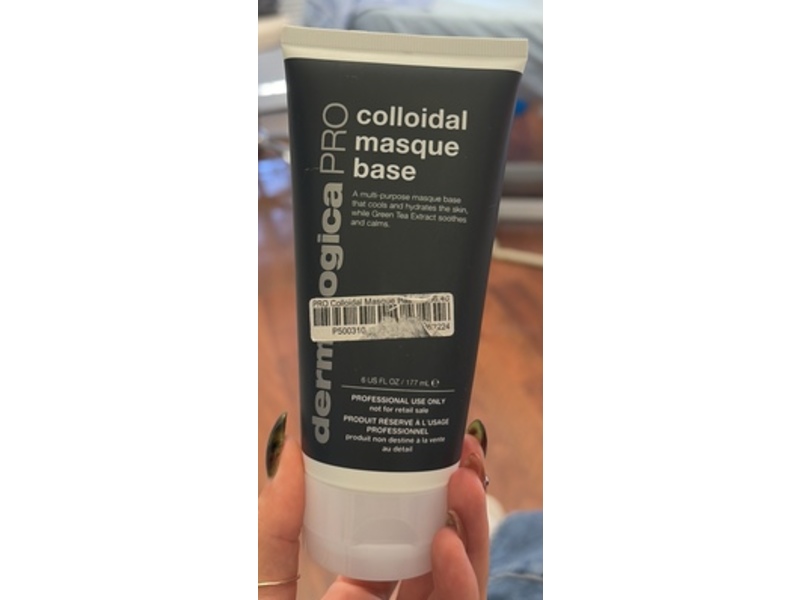 dermalogica PRO
colloidal
masque
base
A multi-purpose masque base
that cools and hydrates the skin,
while Green Tea Extract soothes
and calms.
PRO Colloidal Masque
P500310
7224
6 US FL OZ / 177 mL ℮
PROFESSIONAL USE ONLY
not for retail sale
PRODUIT RÉSERVÉ À L'USAGE
PROFESSIONNEL
produit non destiné à la vente
au détail